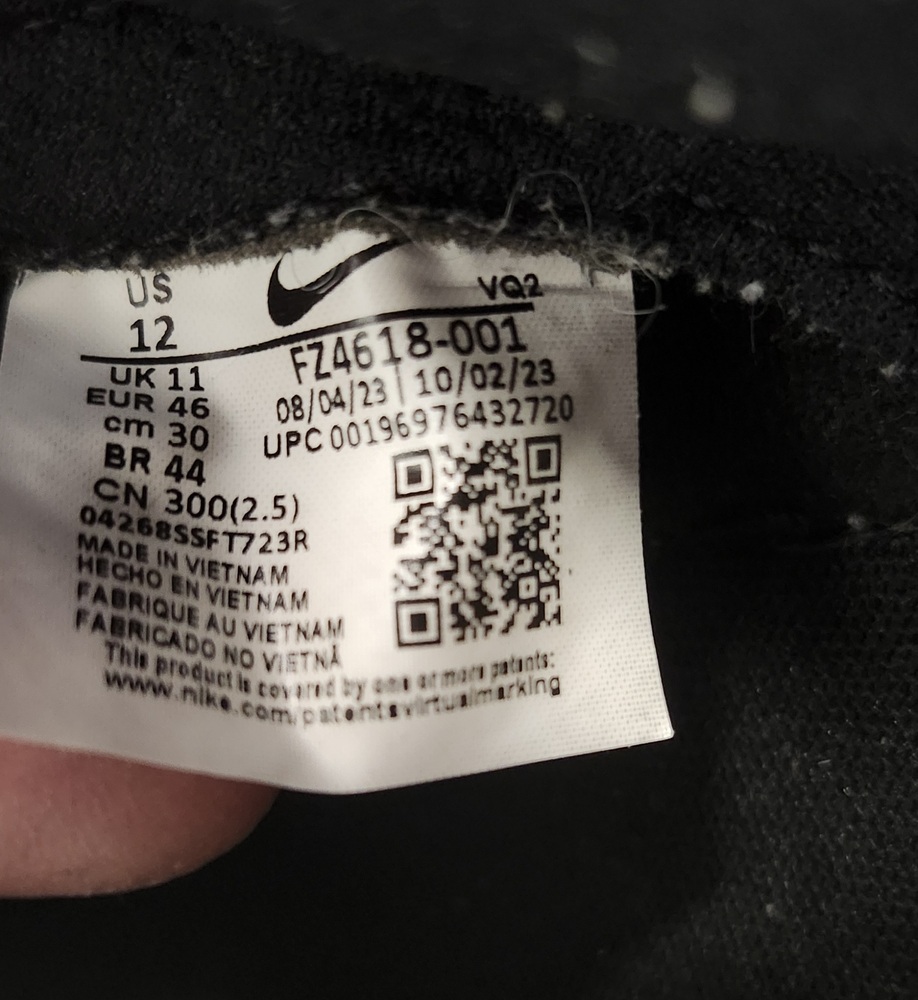 US
12
VQ2
FZ4618-001
08/04/23 | 10/02/23
UPC 00196976432720
UK 11
EUR 46
cm 30
BR 44
CN 300(2.5)
04268SSFT723R
MADE IN VIETNAM
HECHO EN VIETNAM
FABRIQUE AU VIETNAM
FABRICADO NO VIETNÃ
This product is covered by one or more patents:
www.nike.com/patentsvirtualmarking